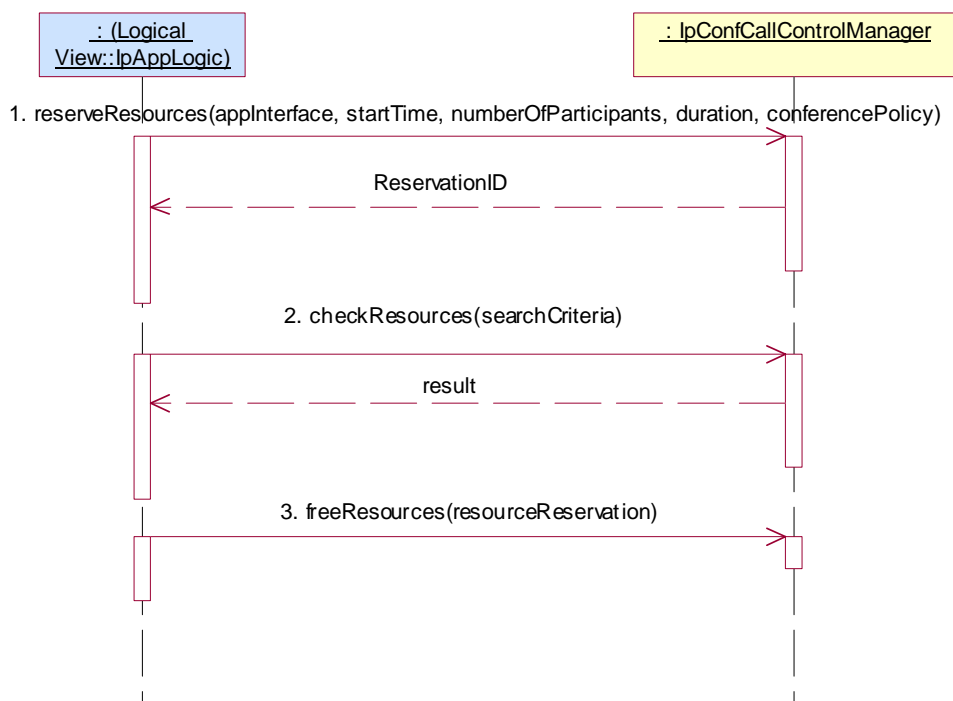 : (Logical
View::IpAppLogic)
: IpConfCallControlManager
1. reserveResources(appInterface, startTime, numberOfParticipants, duration, conferencePolicy)
ReservationID
2. checkResources(searchCriteria)
result
3. freeResources(resourceReservation)